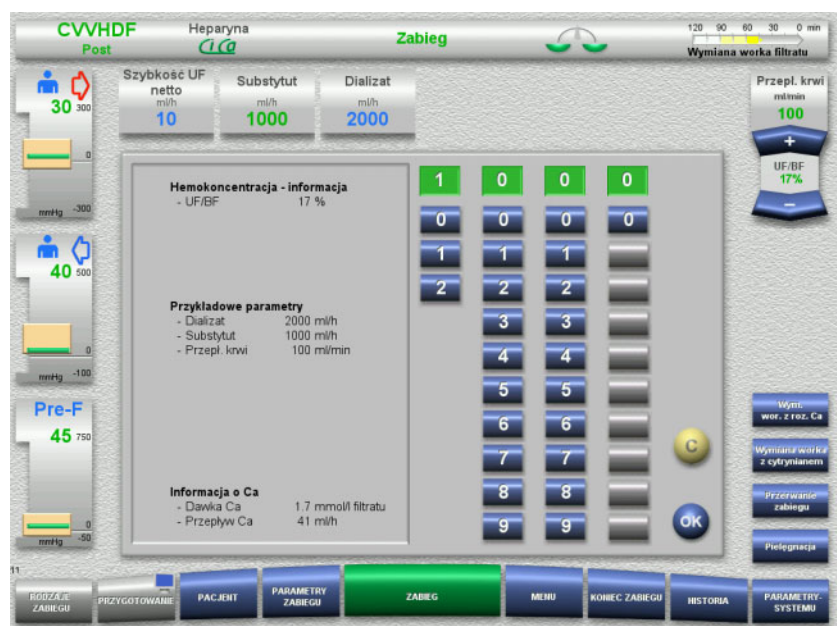 CVVHDF
Post
Heparyna
CiCa
Zabieg
120 90 60 30 0 min
Wymiana worka filtratu
30 300
0
mmHg -300
40 500
0
mmHg -100
Pre-F
45 750
0
mmHg -50
Szybkość UF
netto
ml/h
10
Substytut
ml/h
1000
Dializat
ml/h
2000
Przepł. krwi
ml/min
100
+
UF/BF
17%
−
Hemokoncentracja - informacja
- UF/BF 17 %
Przykładowe parametry
- Dializat 2000 ml/h
- Substytut 1000 ml/h
- Przepł. krwi 100 ml/min
Informacja o Ca
- Dawka Ca 1.7 mmol/l filtratu
- Przepływ Ca 41 ml/h
1 0 0 0
0 0 0 0
1 1 1
2 2 2
3 3
4 4
5 5
6 6
7 7
8 8
9 9
C
OK
Wym.
wor. z roz. Ca
Wymiana worka
z cytrynianem
Przerwanie
zabiegu
Pielęgnacja
11
RODZAJE
ZABIEGU
PRZYGOTOWANIE
PACJENT
PARAMETRY
ZABIEGU
ZABIEG
MENU
KONIEC ZABIEGU
HISTORIA
PARAMETRY-
SYSTEMU